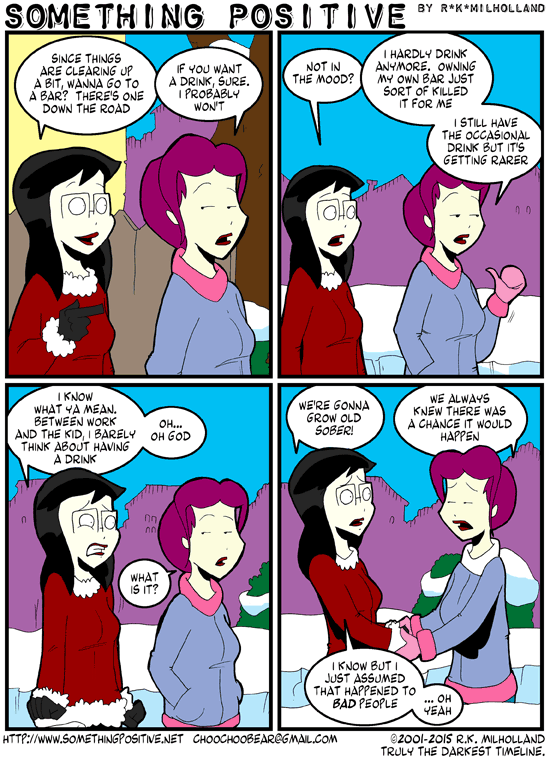 SOMETHING POSITIVE BY R*K*MILHOLLAND
SINCE THINGS
ARE CLEARING UP
A BIT, WANNA GO TO
A BAR? THERE'S ONE
DOWN THE ROAD
IF YOU WANT
A DRINK, SURE.
I PROBABLY
WON'T
NOT IN
THE MOOD?
I HARDLY DRINK
ANYMORE. OWNING
MY OWN BAR JUST
SORT OF KILLED
IT FOR ME
I STILL HAVE
THE OCCASIONAL
DRINK BUT IT'S
GETTING RARER
I KNOW
WHAT YA MEAN.
BETWEEN WORK
AND THE KID, I BARELY
THINK ABOUT HAVING
A DRINK
OH...
OH GOD
WHAT
IS IT?
WE'RE GONNA
GROW OLD
SOBER!
WE ALWAYS
KNEW THERE WAS
A CHANCE IT WOULD
HAPPEN
I KNOW BUT I
JUST ASSUMED
THAT HAPPENED TO
BAD PEOPLE
... OH
YEAH
HTTP://WWW.SOMETHINGPOSITIVE.NET CHOOCHOOBEAR@GMAIL.COM
©2001-2015 R.K. MILHOLLAND
TRULY THE DARKEST TIMELINE.